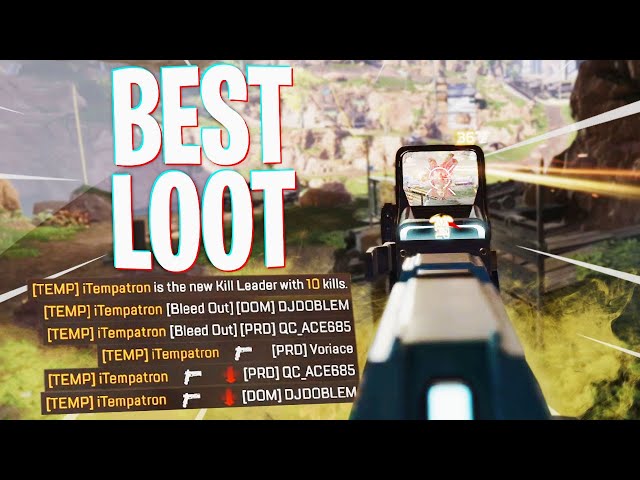 BEST
LOOT
[TEMP] iTempatron is the new Kill Leader with 10 kills.
[TEMP] iTempatron [Bleed Out] [DOM] DJDOBLEM
[TEMP] iTempatron [Bleed Out] [PRD] QC_ACE685
[TEMP] iTempatron [PRD] Voriace
[TEMP] iTempatron [PRD] QC_ACE685
[TEMP] iTempatron [DOM] DJDOBLEM